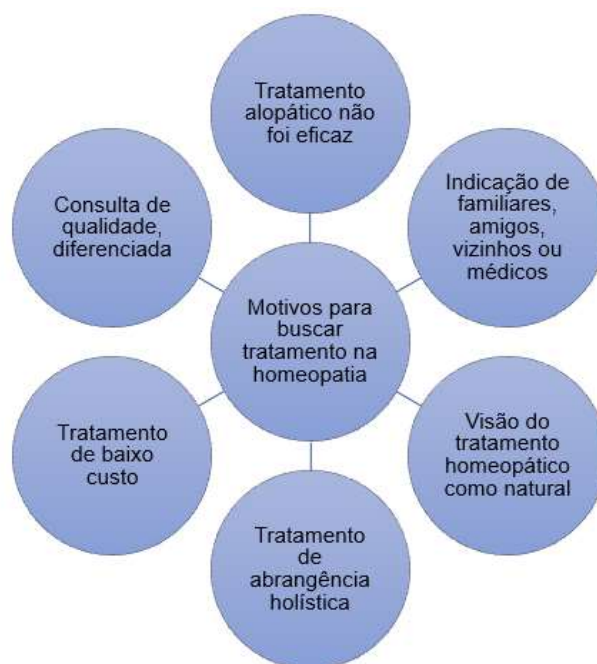 Tratamento
alopático não
foi eficaz
Indicação de
familiares,
amigos,
vizinhos ou
médicos
Visão do
tratamento
homeopático
como natural
Tratamento
de
abrangência
holística
Tratamento
de baixo
custo
Consulta de
qualidade,
diferenciada
Motivos para
buscar
tratamento na
homeopatia